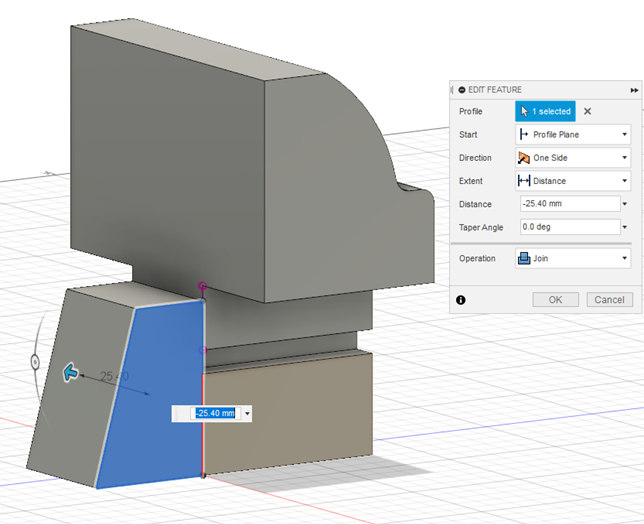 EDIT FEATURE
Profile 1 selected
Start Profile Plane
Direction One Side
Extent Distance
Distance -25.40 mm
Taper Angle 0.0 deg
Operation Join
OK Cancel
25.40
-25.40 mm